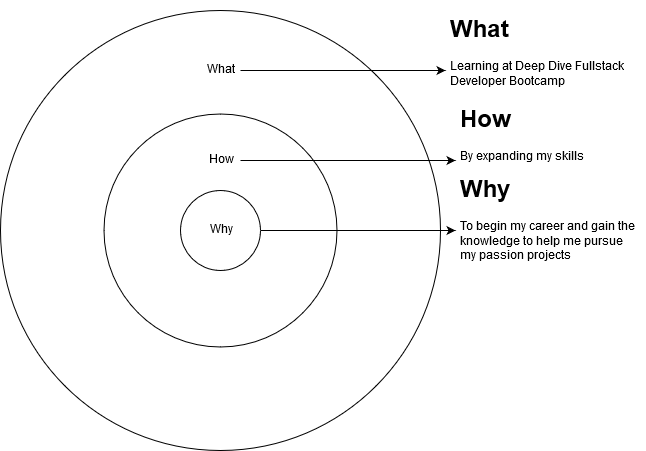 What
What
Learning at Deep Dive Fullstack
Developer Bootcamp
How
How
By expanding my skills
Why
Why
To begin my career and gain the
knowledge to help me pursue
my passion projects